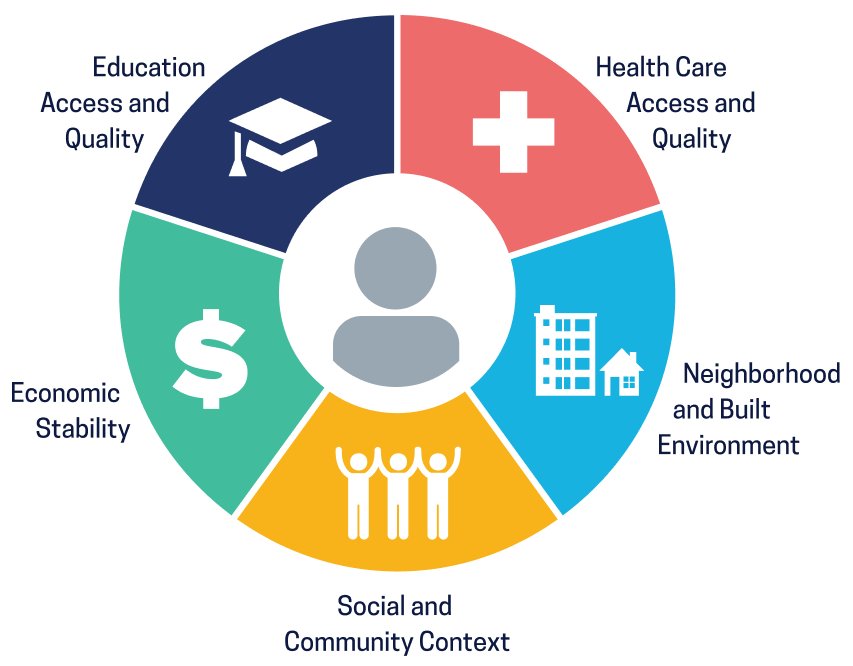 Education
Access and
Quality
Health Care
Access and
Quality
Economic
Stability
Neighborhood
and Built
Environment
Social and
Community Context